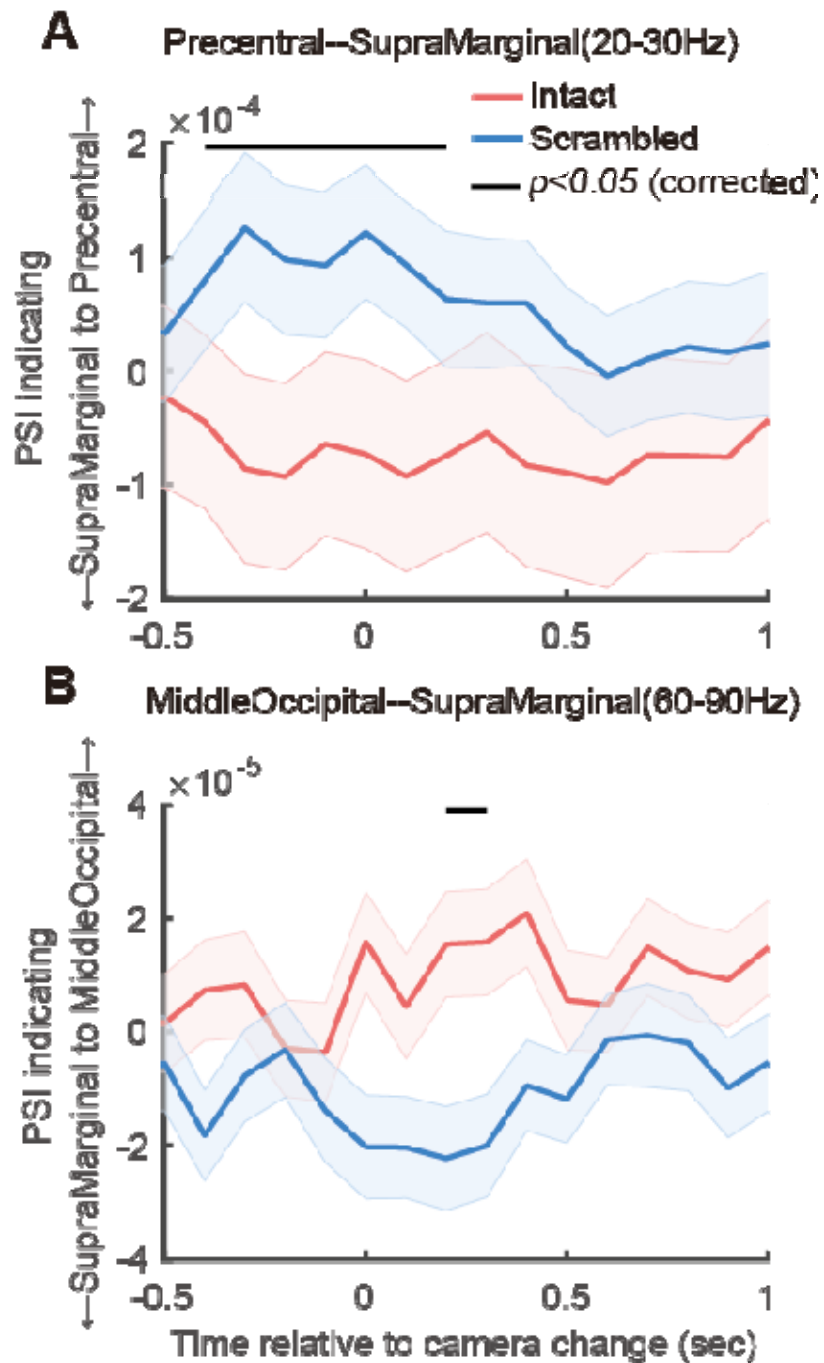 A
Precentral--SupraMarginal(20-30Hz)
Intact
Scrambled
p<0.05 (corrected)
×10-4
2
1
0
-1
-2
PSI indicating
←SupraMarginal to Precentral→
-0.5
0
0.5
1
B
MiddleOccipital--SupraMarginal(60-90Hz)
×10-5
4
2
0
-2
-4
PSI indicating
←SupraMarginal to MiddleOccipital→
-0.5
0
0.5
1
Time relative to camera change (sec)